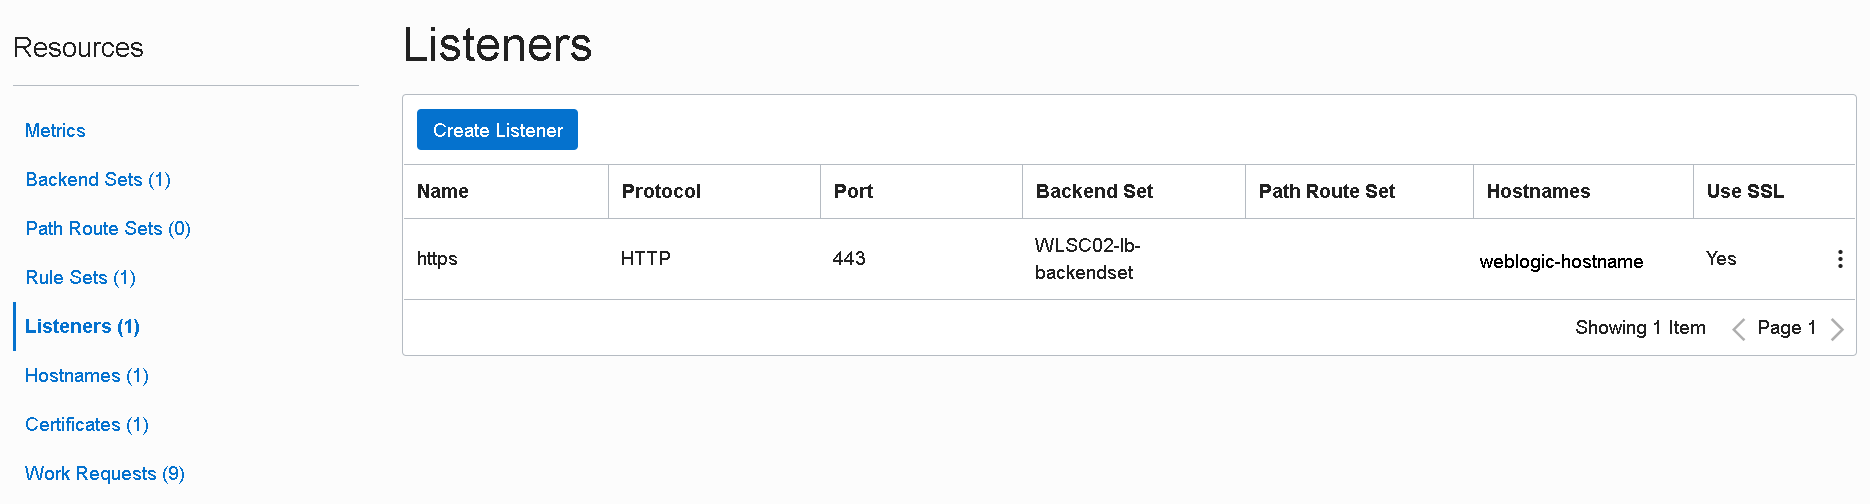 Resources
Metrics
Backend Sets (1)
Path Route Sets (0)
Rule Sets (1)
Listeners (1)
Hostnames (1)
Certificates (1)
Work Requests (9)
Listeners
Create Listener
Name Protocol Port Backend Set Path Route Set Hostnames Use SSL
https HTTP 443 WLSC02-lb-
backendset weblogic-hostname Yes
Showing 1 Item Page 1